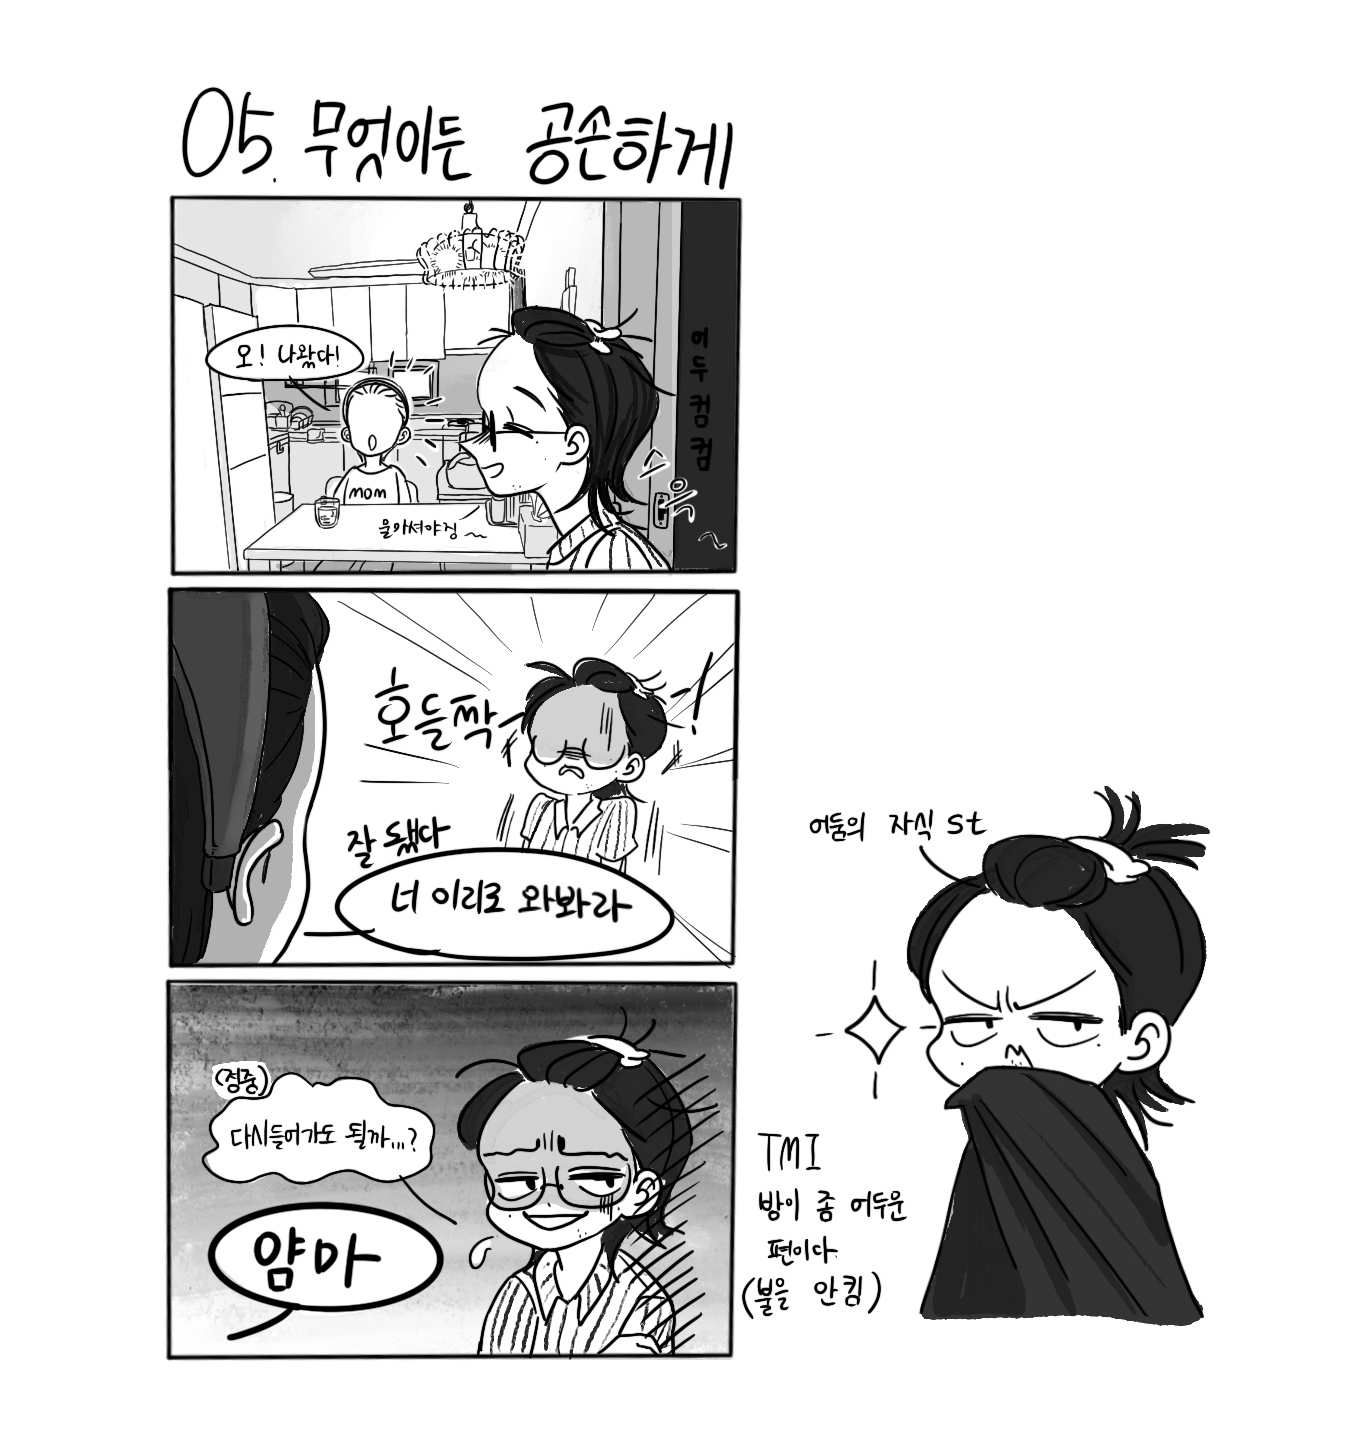 05. 무엇이든 공손하게
오! 나왔다!
어두컴컴
스윽~
mom
물마셔야징~
호들짝!
잘 됐다
너 이리로 와봐라
(정중)
다시들어가도 될까...?
얌마
어둠의 자식 st
TMI
방이 좀 어두운
편이다.
(불을 안킴)